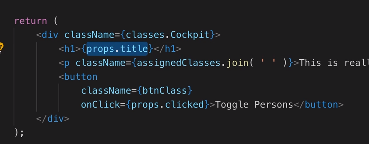 return (
<div className={classes.Cockpit}>
<h1>{props.title}</h1>
<p className={assignedClasses.join( ' ' )}>This is real
<button
className={btnClass}
onClick={props.clicked}>Toggle Persons</button>
</div>
);